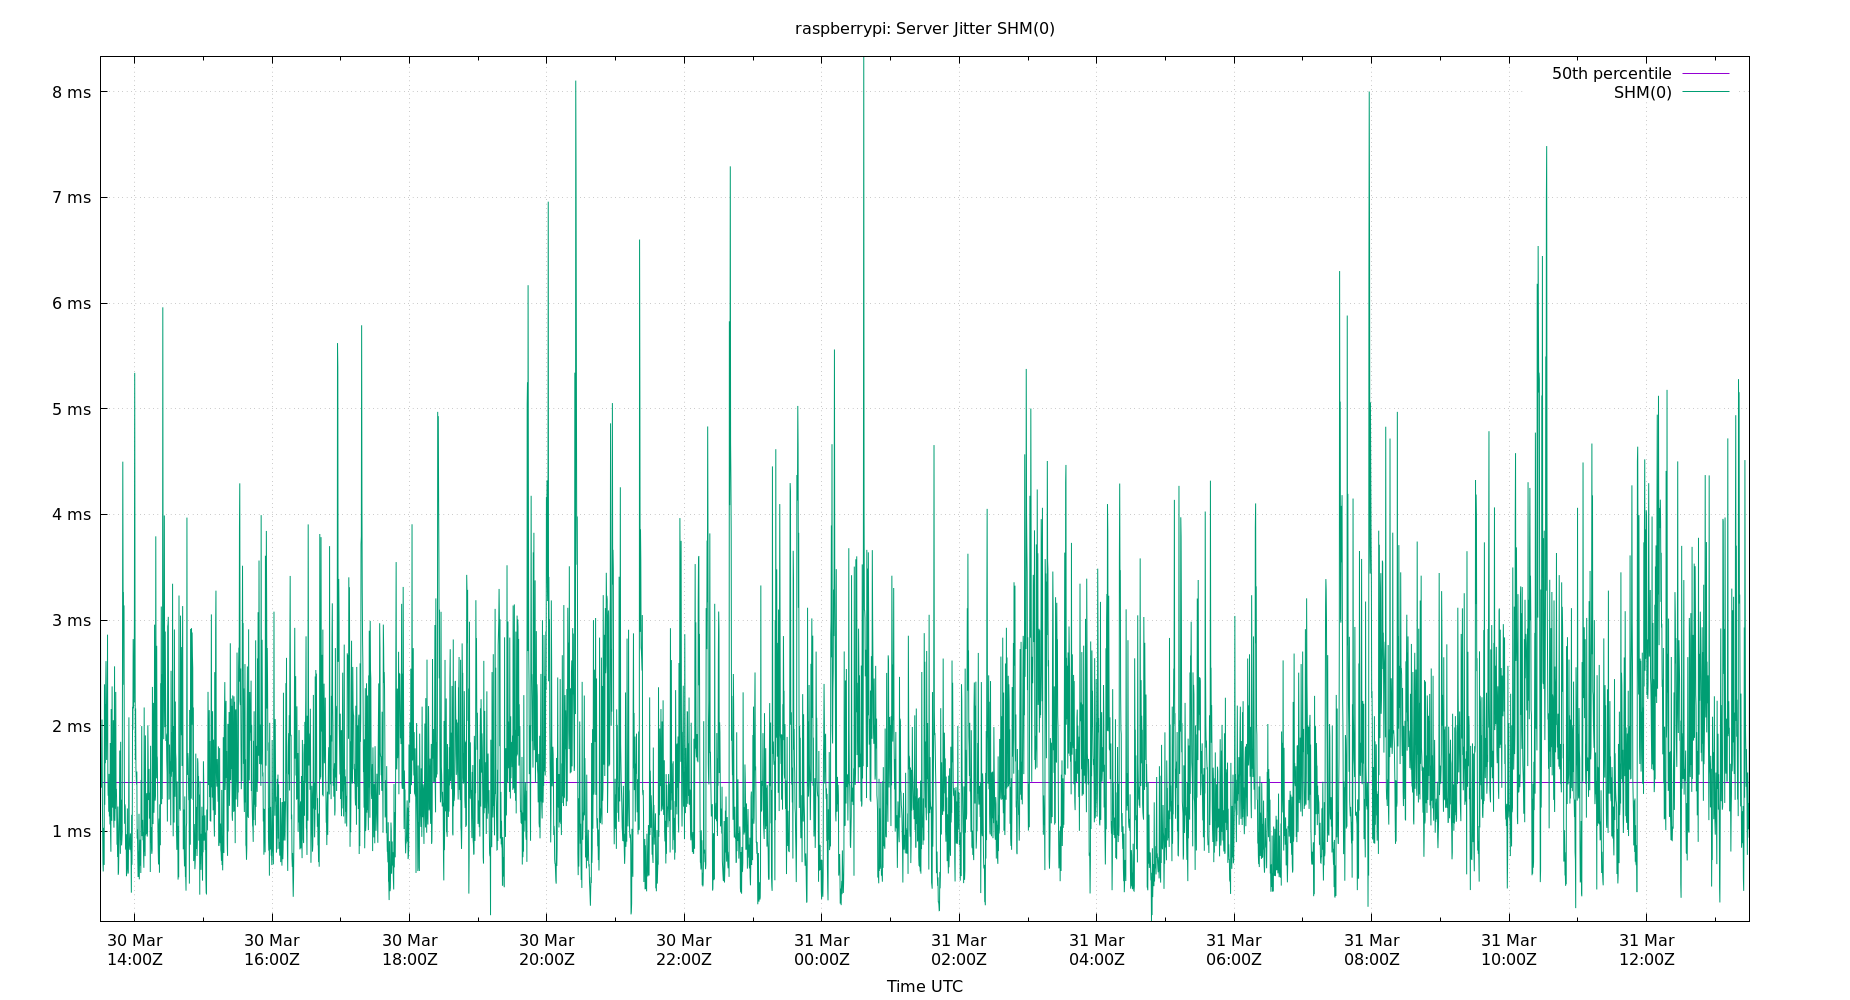 raspberrypi: Server Jitter SHM(0)
50th percentile
SHM(0)
8 ms
7 ms
6 ms
5 ms
4 ms
3 ms
2 ms
1 ms
30 Mar 30 Mar 30 Mar 30 Mar 30 Mar 31 Mar 31 Mar 31 Mar 31 Mar 31 Mar 31 Mar 31 Mar
14:00Z 16:00Z 18:00Z 20:00Z 22:00Z 00:00Z 02:00Z 04:00Z 06:00Z 08:00Z 10:00Z 12:00Z
Time UTC